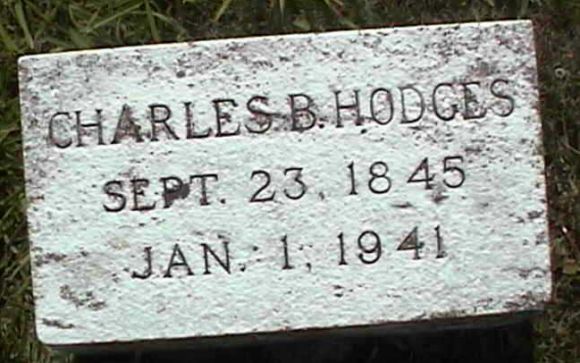 CHARLES B. HODGES
SEPT. 23, 1845
JAN. 1, 1941